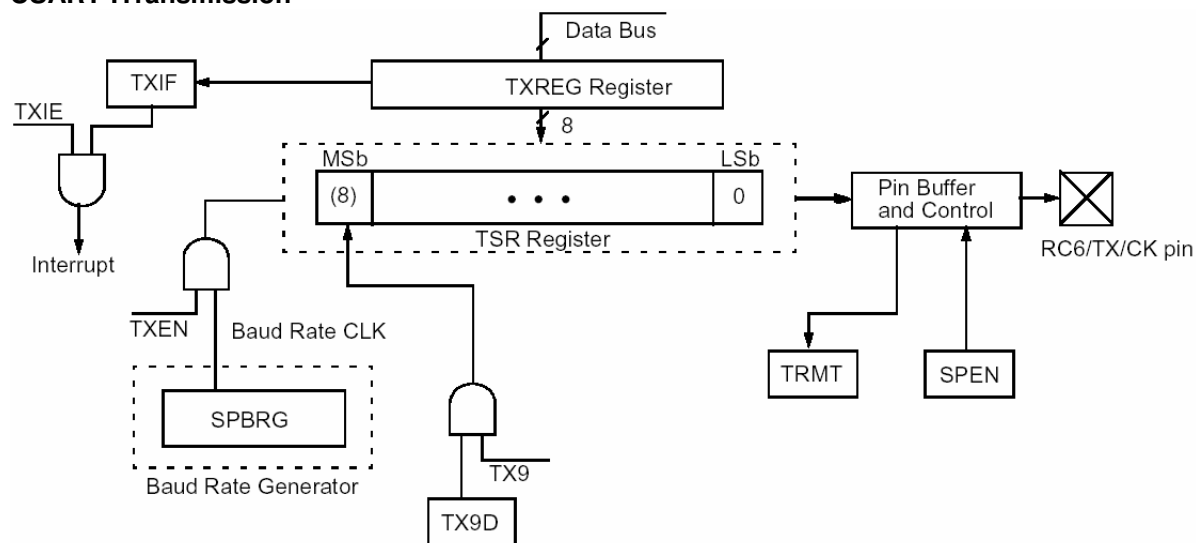 Data Bus
TXIF
TXREG Register
TXIE
8
MSb
LSb
(8)
• • •
0
Pin Buffer
and Control
TSR Register
RC6/TX/CK pin
Interrupt
TXEN
Baud Rate CLK
TRMT
SPEN
SPBRG
TX9
Baud Rate Generator
TX9D